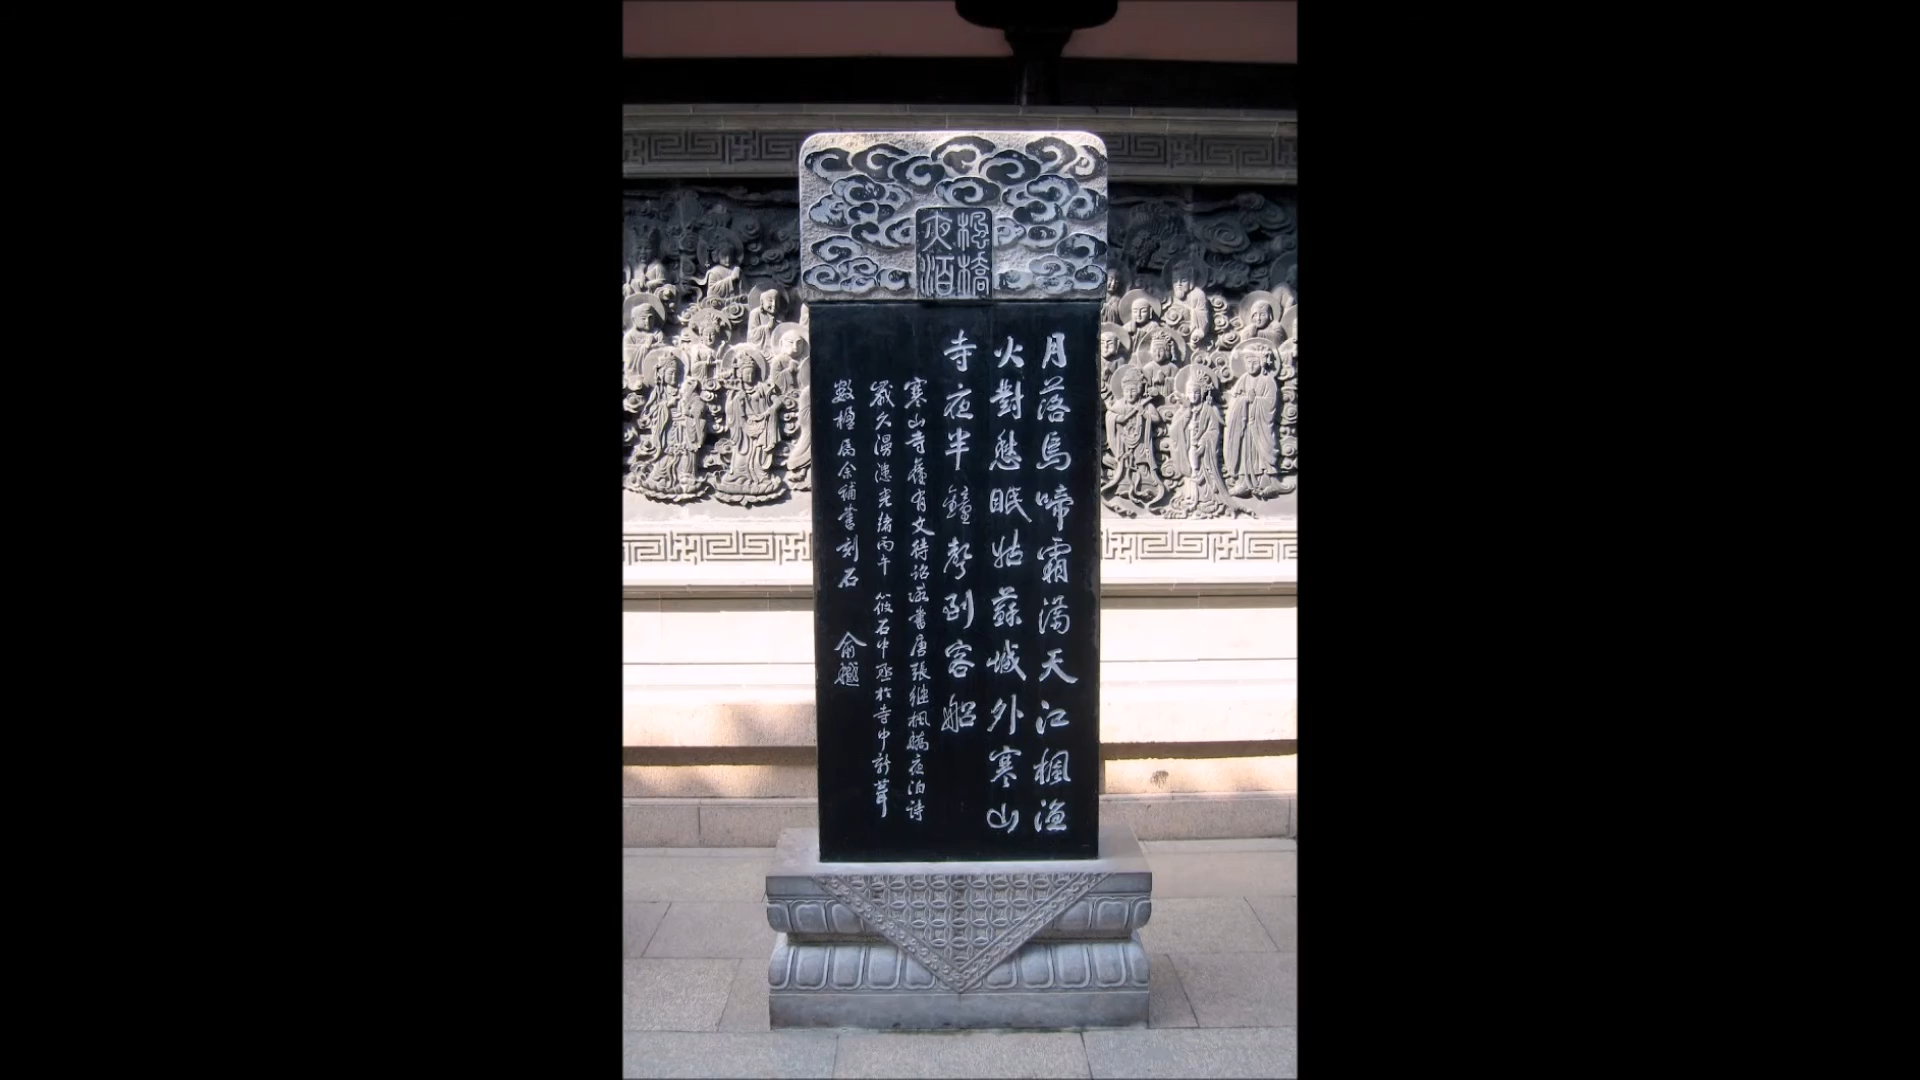 楓橋
夜泊
月落烏啼霜滿天江楓漁
火對愁眠姑蘇城外寒山
寺夜半鐘聲到客船
寒山寺舊有文待詔所書唐張繼楓橋夜泊詩
歲久漫漶光緒丙午筱石中丞於寺中新葺
數楹屬余補書刻石
俞樾